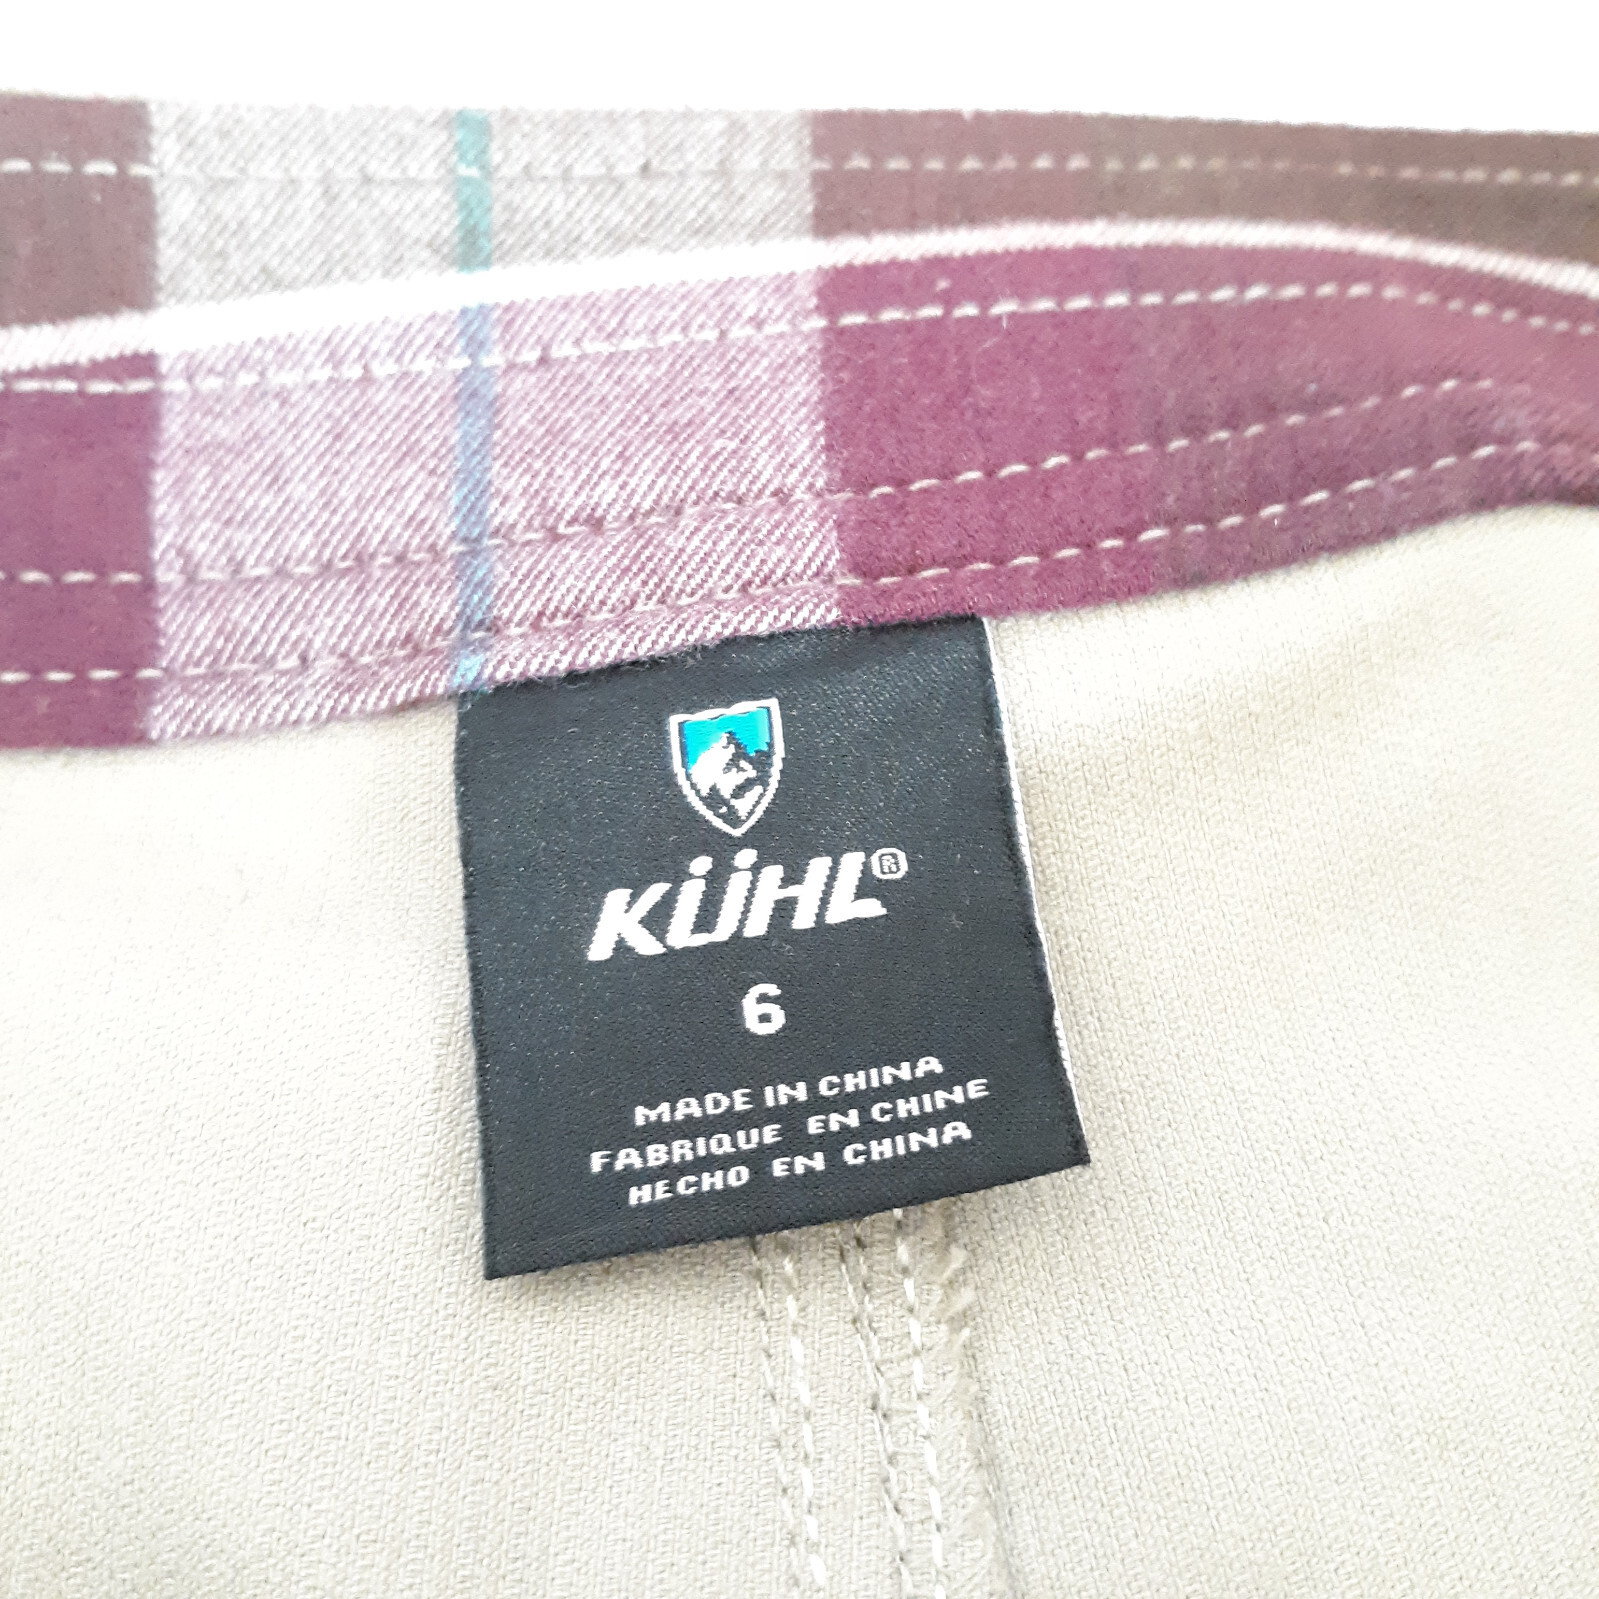 KÜHL®
6
MADE IN CHINA
FABRIQUE EN CHINE
HECHO EN CHINA